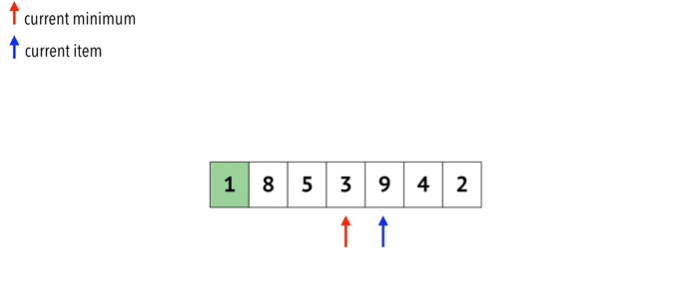 current minimum
current item
1 8 5 3 9 4 2